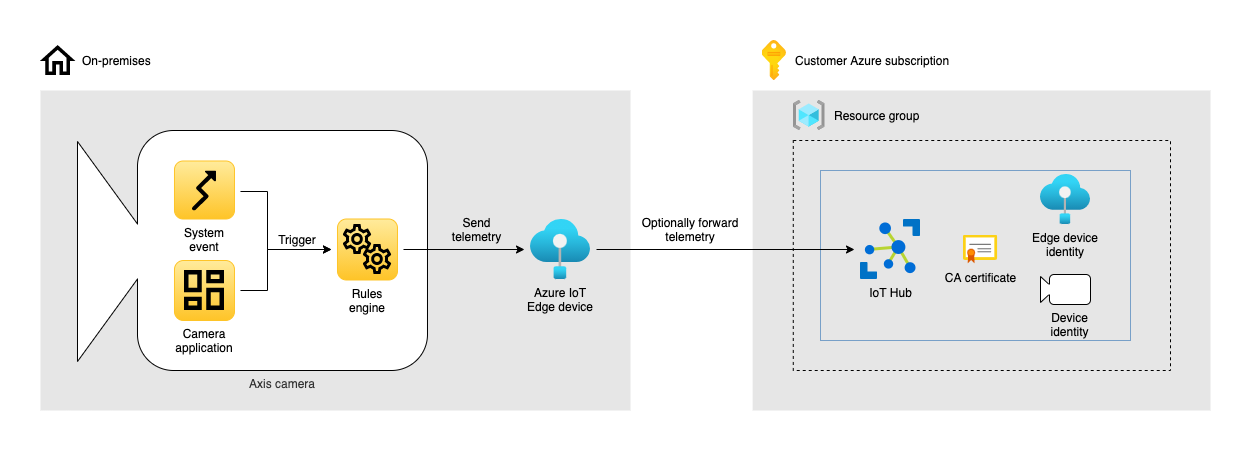 On-premises
Customer Azure subscription
Resource group
System
event
Camera
application
Trigger
Rules
engine
Axis camera
Send
telemetry
Azure IoT
Edge device
Optionally forward
telemetry
IoT Hub
CA certificate
Edge device
identity
Device
identity